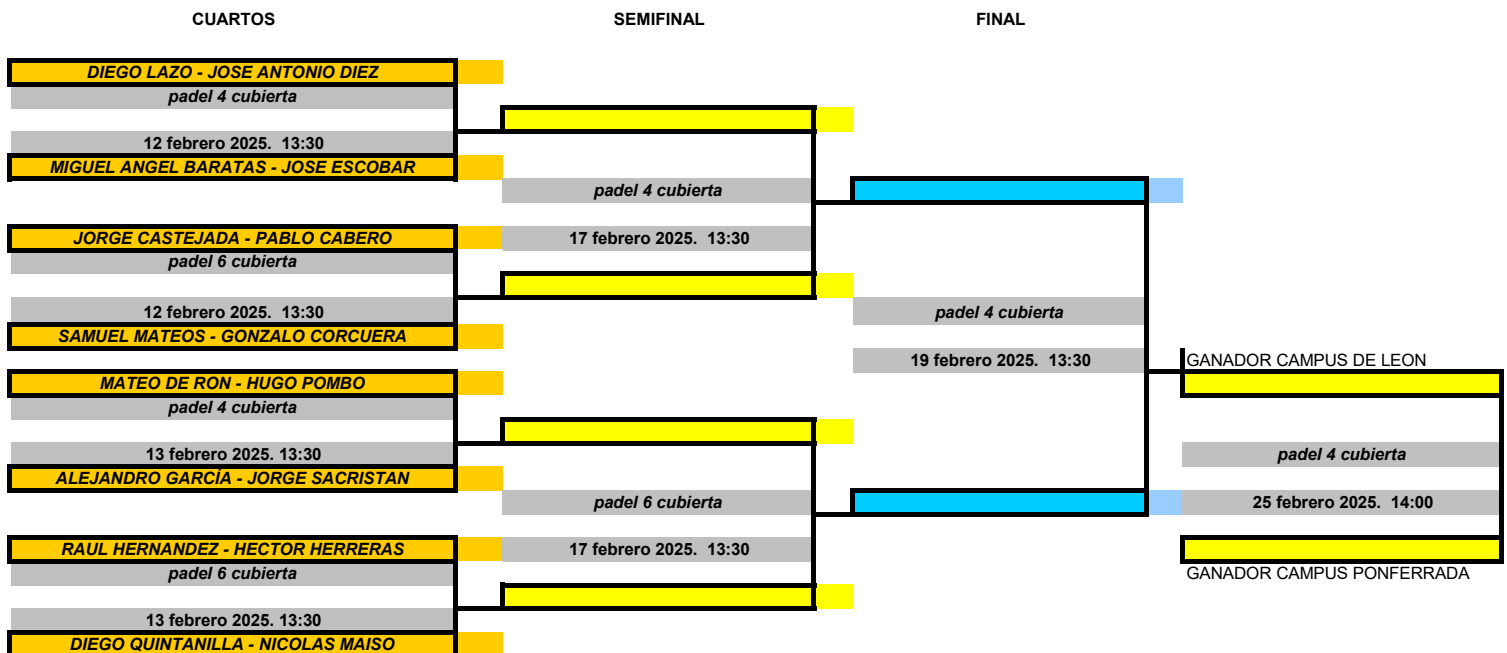 CUARTOS
SEMIFINAL
FINAL
DIEGO LAZO - JOSE ANTONIO DIEZ
padel 4 cubierta
12 febrero 2025. 13:30
MIGUEL ANGEL BARATAS - JOSE ESCOBAR
padel 4 cubierta
JORGE CASTEJADA - PABLO CABERO
17 febrero 2025. 13:30
padel 6 cubierta
12 febrero 2025. 13:30
padel 4 cubierta
SAMUEL MATEOS - GONZALO CORCUERA
19 febrero 2025. 13:30
GANADOR CAMPUS DE LEON
MATEO DE RON - HUGO POMBO
padel 4 cubierta
13 febrero 2025. 13:30
padel 4 cubierta
ALEJANDRO GARCÍA - JORGE SACRISTAN
padel 6 cubierta
25 febrero 2025. 14:00
RAUL HERNANDEZ - HECTOR HERRERAS
17 febrero 2025. 13:30
padel 6 cubierta
GANADOR CAMPUS PONFERRADA
13 febrero 2025. 13:30
DIEGO QUINTANILLA - NICOLAS MAISO